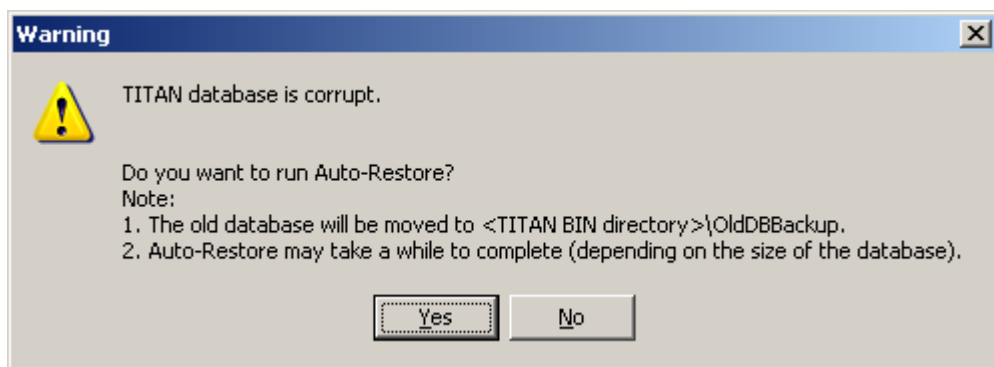 Warning
TITAN database is corrupt.
Do you want to run Auto-Restore?
Note:
1. The old database will be moved to <TITAN BIN directory>\OldDBBackup.
2. Auto-Restore may take a while to complete (depending on the size of the database).
Yes No